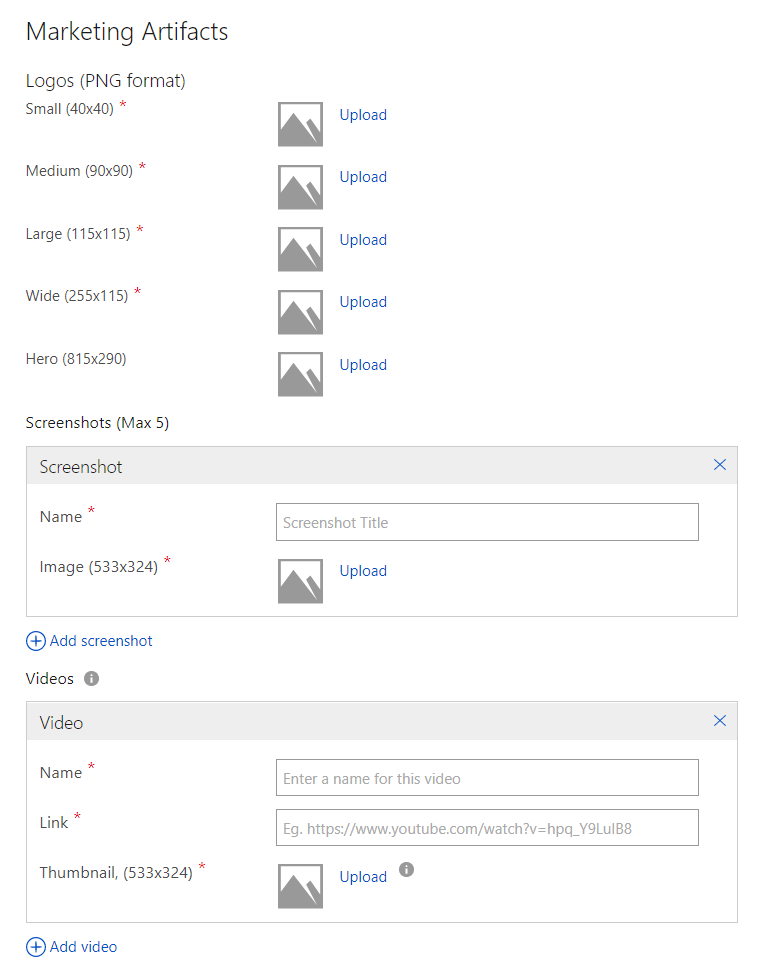 Marketing Artifacts
Logos (PNG format)
Small (40x40) *
Upload
Medium (90x90) *
Upload
Large (115x115) *
Upload
Wide (255x115) *
Upload
Hero (815x290)
Upload
Screenshots (Max 5)
Screenshot
Name *
Screenshot Title
Image (533x324) *
Upload
Add screenshot
Videos
Video
Name *
Enter a name for this video
Link *
Eg. https://www.youtube.com/watch?v=hpq_Y9LuIB8
Thumbnail, (533x324) *
Upload
Add video